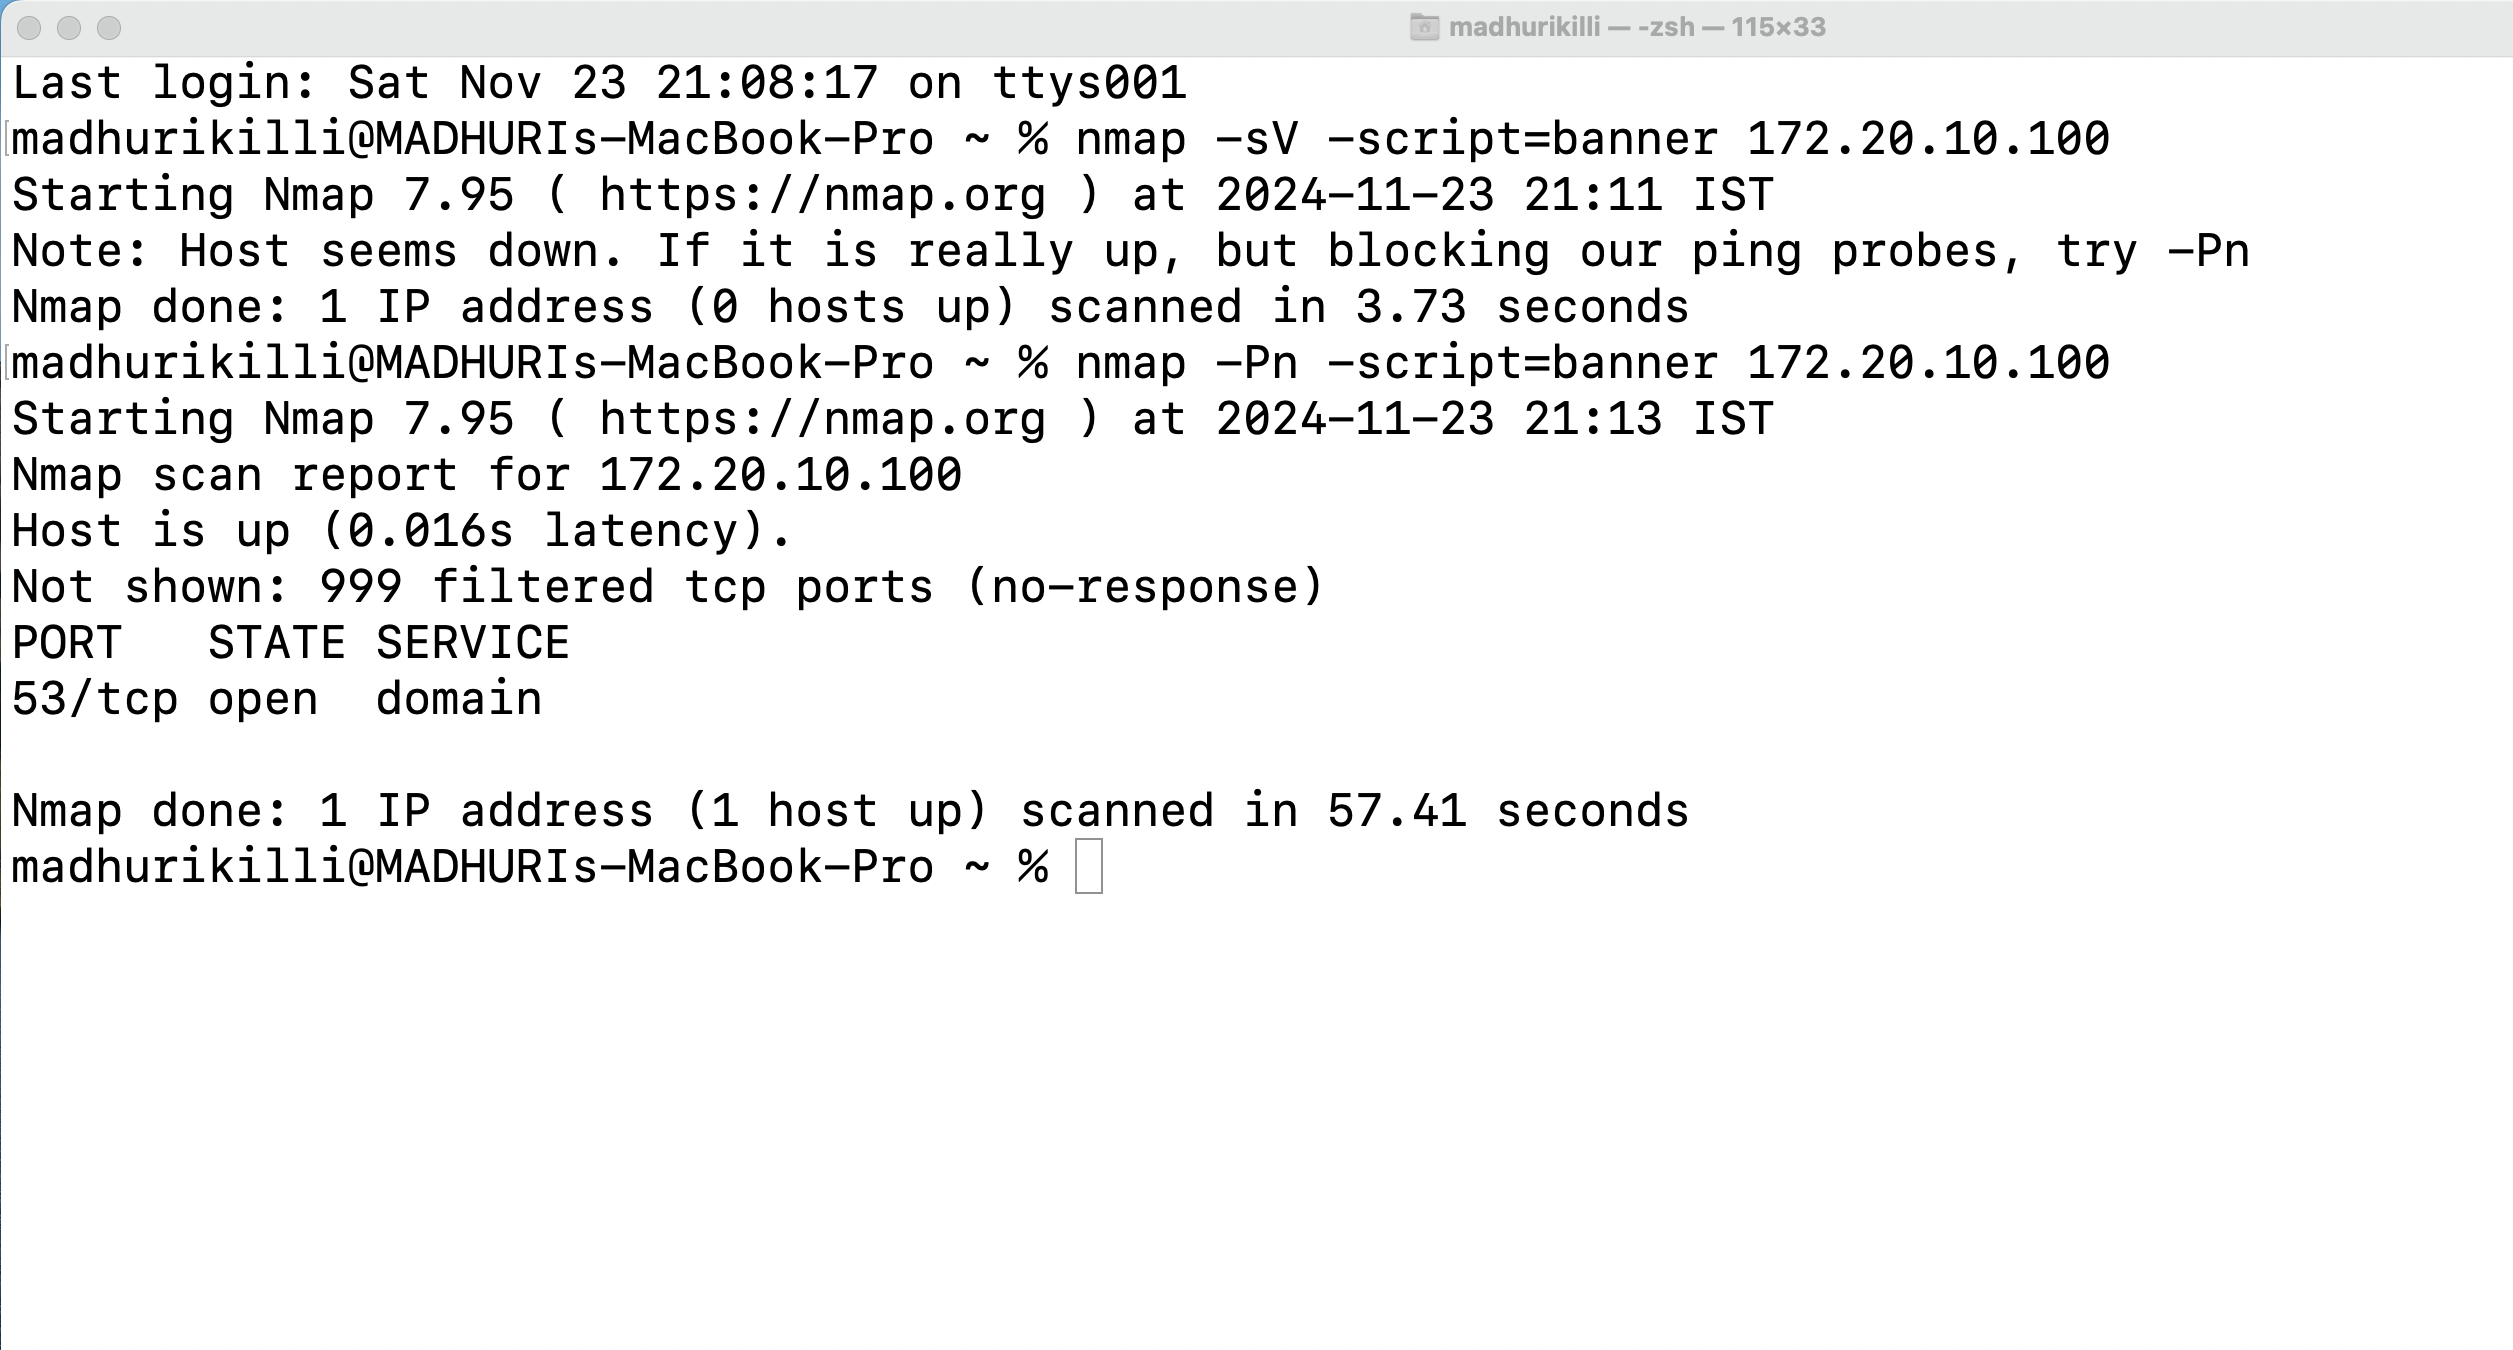 madhurikilli — -zsh — 115×33
Last login: Sat Nov 23 21:08:17 on ttys001
madhurikilli@MADHURIs-MacBook-Pro ~ % nmap -sV -script=banner 172.20.10.100
Starting Nmap 7.95 ( https://nmap.org ) at 2024-11-23 21:11 IST
Note: Host seems down. If it is really up, but blocking our ping probes, try -Pn
Nmap done: 1 IP address (0 hosts up) scanned in 3.73 seconds
madhurikilli@MADHURIs-MacBook-Pro ~ % nmap -Pn -script=banner 172.20.10.100
Starting Nmap 7.95 ( https://nmap.org ) at 2024-11-23 21:13 IST
Nmap scan report for 172.20.10.100
Host is up (0.016s latency).
Not shown: 999 filtered tcp ports (no-response)
PORT   STATE SERVICE
53/tcp open  domain
Nmap done: 1 IP address (1 host up) scanned in 57.41 seconds
madhurikilli@MADHURIs-MacBook-Pro ~ %